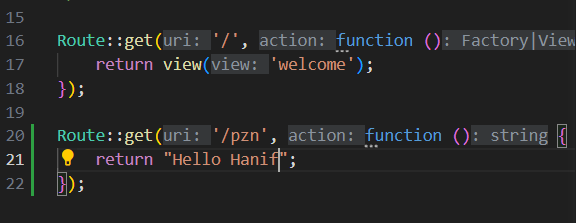 15
16 Route::get(uri: '/', action: function (): Factory|View
17 return view(view: 'welcome');
18 });
19
20 Route::get(uri: '/pzn', action: function (): string {
21 return "Hello Hanif";
22 });